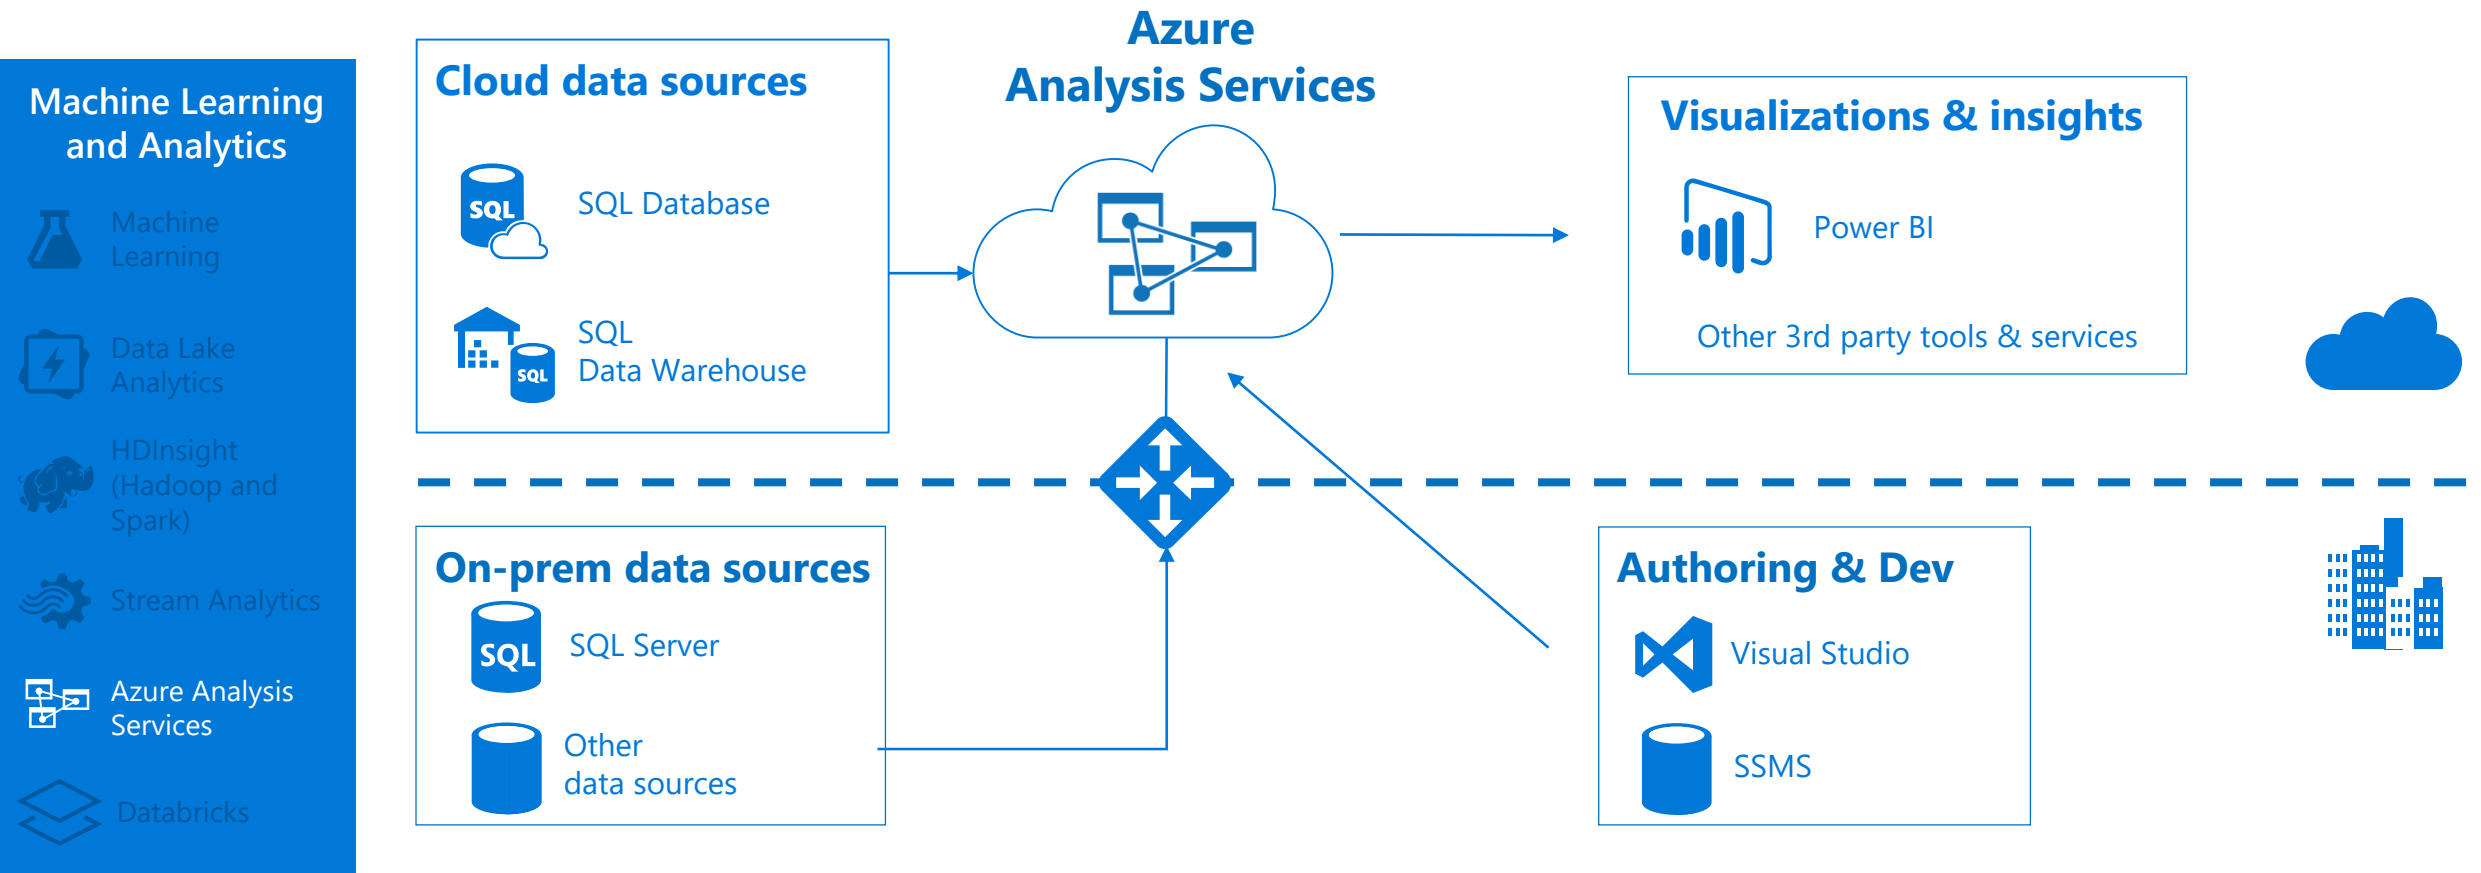 Machine Learning
and Analytics
Machine
Learning
Data Lake
Analytics
HDInsight
(Hadoop and
Spark)
Stream Analytics
Azure Analysis
Services
Databricks
Cloud data sources
SQL
SQL Database
SQL
SQL
Data Warehouse
Azure
Analysis Services
Visualizations & insights
Power BI
Other 3rd party tools & services
On-prem data sources
SQL
SQL Server
Other
data sources
Authoring & Dev
Visual Studio
SSMS